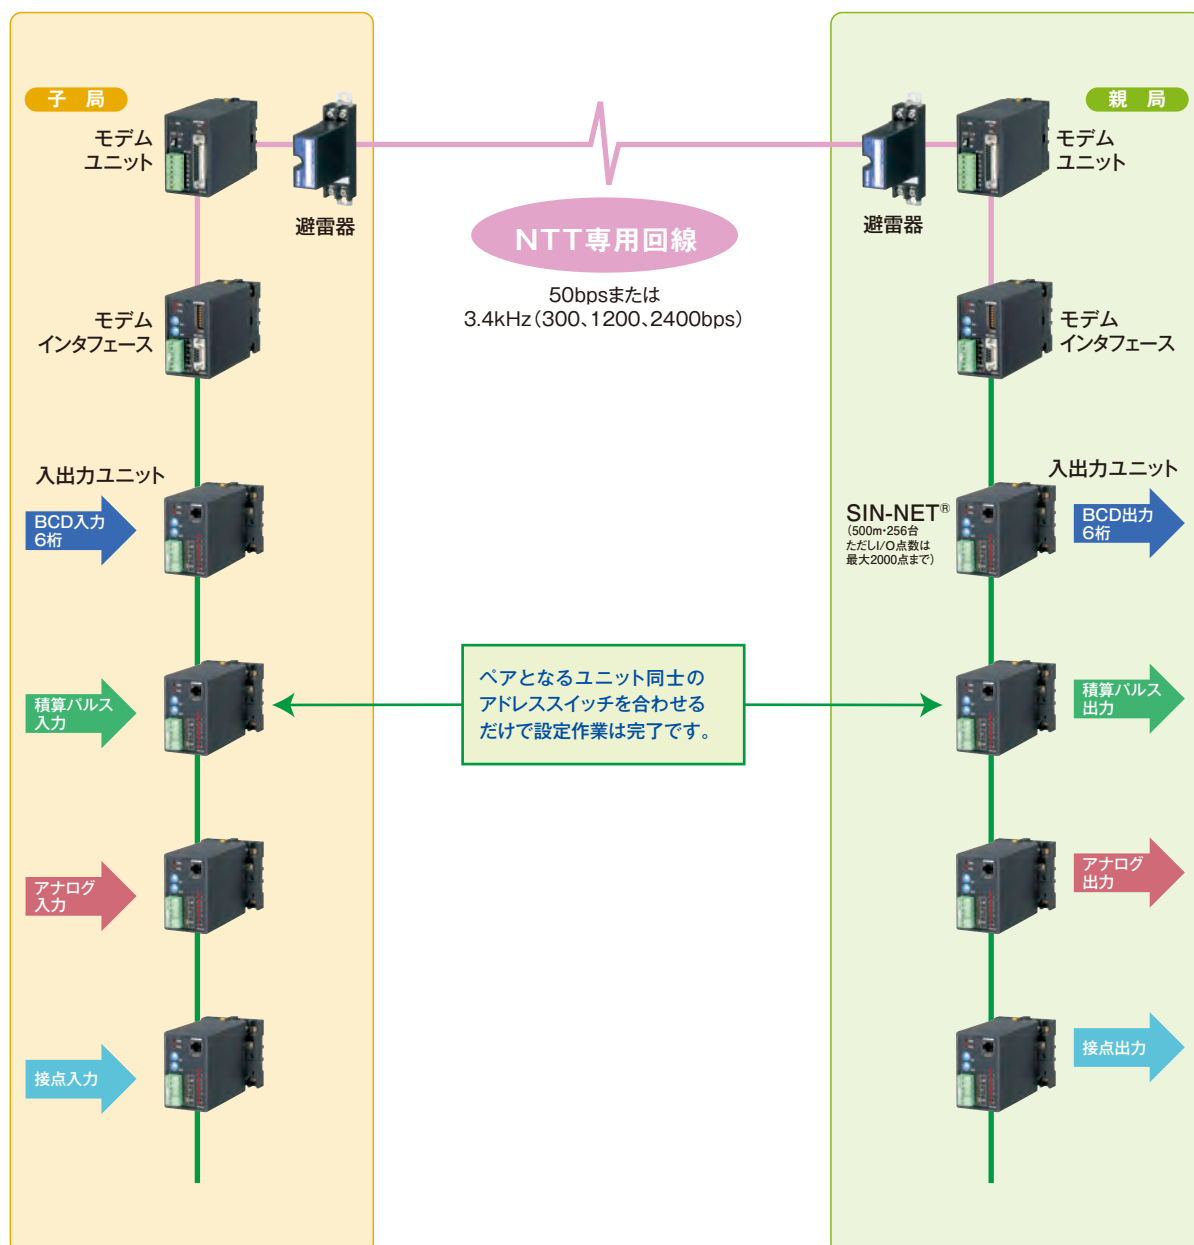 子 局
モデム
ユニット
避雷器
NTT専用回線
50bpsまたは
3.4kHz(300、1200、2400bps)
避雷器
親 局
モデム
ユニット
モデム
インタフェース
モデム
インタフェース
入出力ユニット
BCD入力
6桁
SIN-NET®
(500m・256台
ただしI/O点数は
最大2000点まで)
入出力ユニット
BCD出力
6桁
積算パルス
入力
ペアとなるユニット同士の
アドレススイッチを合わせる
だけで設定作業は完了です。
積算パルス
出力
アナログ
入力
アナログ
出力
接点入力
接点出力